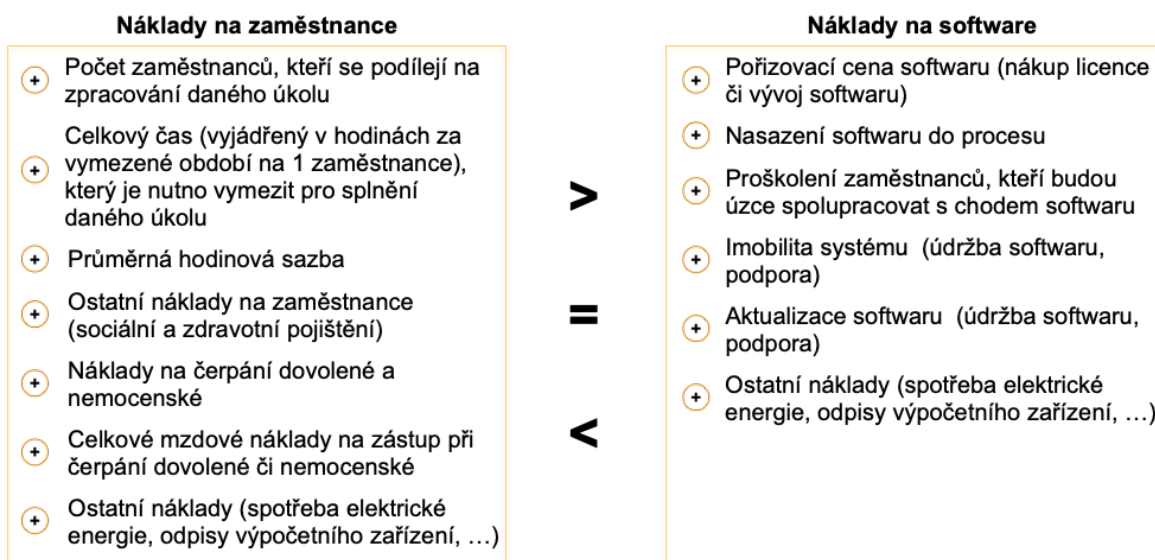 Náklady na zaměstnance
+ Počet zaměstnanců, kteří se podílejí na
zpracování daného úkolu
+ Celkový čas (vyjádřený v hodinách za
vymezené období na 1 zaměstnance),
který je nutno vymezit pro splnění
daného úkolu
+ Průměrná hodinová sazba
+ Ostatní náklady na zaměstnance
(sociální a zdravotní pojištění)
+ Náklady na čerpání dovolené a
nemocenské
+ Celkové mzdové náklady na zástup při
čerpání dovolené či nemocenské
+ Ostatní náklady (spotřeba elektrické
energie, odpisy výpočetního zařízení, …)
>
=
<
Náklady na software
+ Pořizovací cena softwaru (nákup licence
či vývoj softwaru)
+ Nasazení softwaru do procesu
+ Proškolení zaměstnanců, kteří budou
úzce spolupracovat s chodem softwaru
+ Imobilita systému  (údržba softwaru,
podpora)
+ Aktualizace softwaru  (údržba softwaru,
podpora)
+ Ostatní náklady (spotřeba elektrické
energie, odpisy výpočetního zařízení, …)